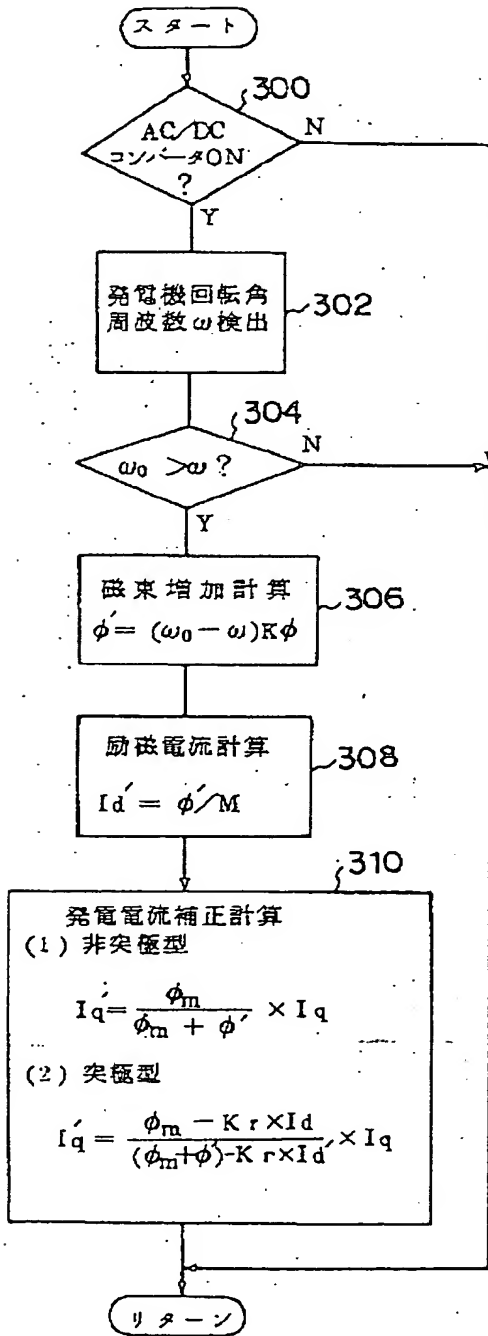 スタート
300
AC/DC
コンバータON
?
N
Y
発電機回転角
周波数ω検出
302
304
ω₀ >ω ?
N
Y
磁束増加計算
φ′= (ω₀−ω)Kφ
306
励磁電流計算
Id′= φ′/M
308
310
発電電流補正計算
(1) 非突極型
Iq′= φm / (φm + φ′) × Iq
(2) 突極型
Iq′ = (φm − Kr×Id) / ((φm+φ′)-Kr×Id′) × Iq
リターン